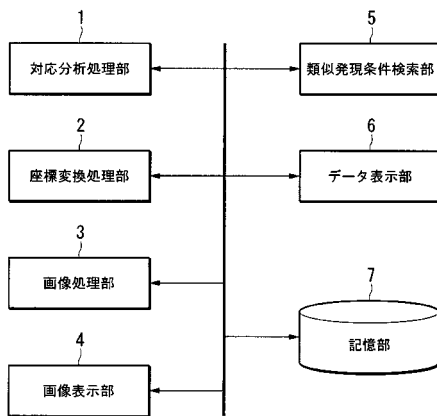 1
対応分析処理部
5
類似発現条件検索部
2
座標変換処理部
6
データ表示部
3
画像処理部
7
記憶部
4
画像表示部